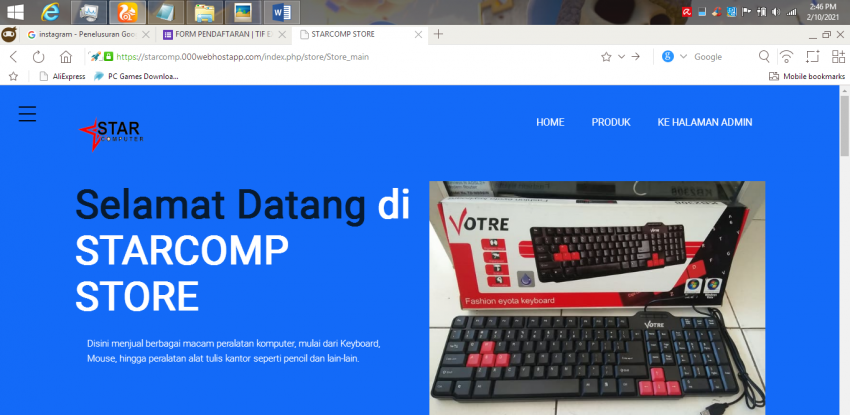 2:46 PM
2/10/2021
instagram - Penelusuran Goo
FORM PENDAFTARAN | TIF E
STARCOMP STORE
https://starcomp.000webhostapp.com/index.php/store/Store_main
Google
AliExpress
PC Games Downloa...
Mobile bookmarks
STAR
COMPUTER
HOME
PRODUK
KE HALAMAN ADMIN
Selamat Datang di
STARCOMP
STORE
Disini menjual berbagai macam peralatan komputer, mulai dari Keyboard,
Mouse, hingga peralatan alat tulis kantor seperti pencil dan lain-lain.
VOTRE
Fashion eyota keyboard
VOTRE